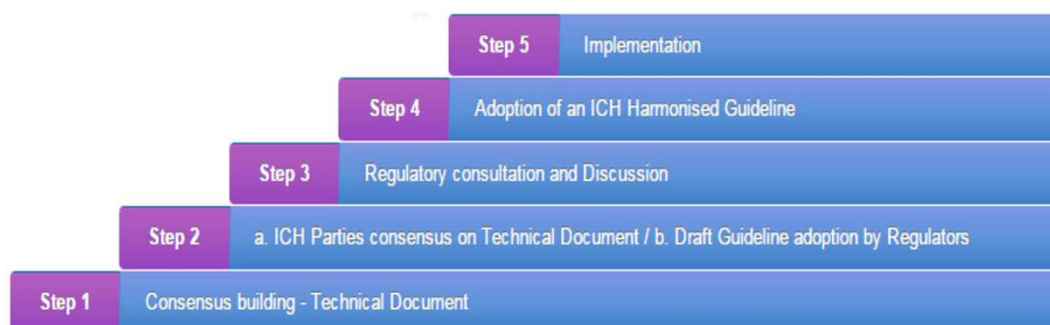 Step 5 Implementation
Step 4 Adoption of an ICH Harmonised Guideline
Step 3 Regulatory consultation and Discussion
Step 2 a. ICH Parties consensus on Technical Document / b. Draft Guideline adoption by Regulators
Step 1 Consensus building - Technical Document